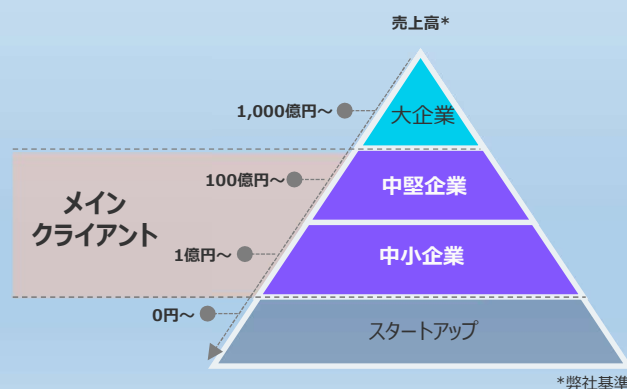 売上高*
1,000億円～
大企業
100億円～
中堅企業
メイン
クライアント
1億円～
中小企業
0円～
スタートアップ
*弊社基準